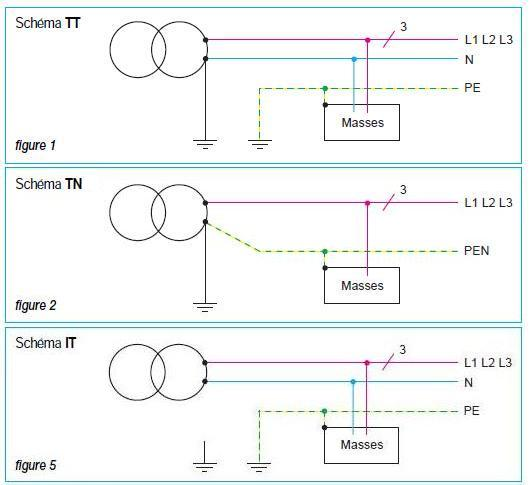 Schéma TT
3
L1 L2 L3
N
PE
Masses
figure 1
Schéma TN
3
L1 L2 L3
PEN
Masses
figure 2
Schéma IT
3
L1 L2 L3
N
PE
Masses
figure 5